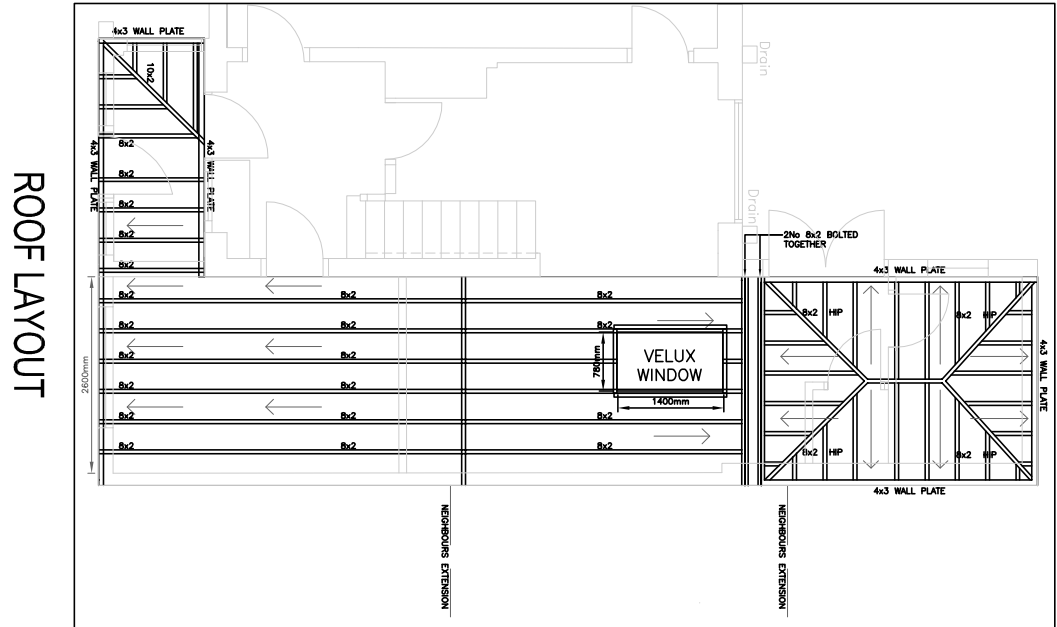 ROOF LAYOUT
4x3 WALL PLATE
10x2
Drain
4x3 WALL PLATE
8x2
4x3 WALL PLATE
8x2
8x2
8x2
8x2
Drain
2No 8x2 BOLTED
TOGETHER
4x3 WALL PLATE
2600mm
8x2 8x2 8x2
8x2 8x2 8x2
8x2 8x2
8x2 8x2 8x2
8x2 8x2 8x2
8x2 8x2 8x2
VELUX
WINDOW
780mm
1400mm
8x2 HIP
8x2 HIP
8x2 HIP
8x2 HIP
4x3 WALL PLATE
4x3 WALL PLATE
NEIGHBOURS EXTENSION
NEIGHBOURS EXTENSION